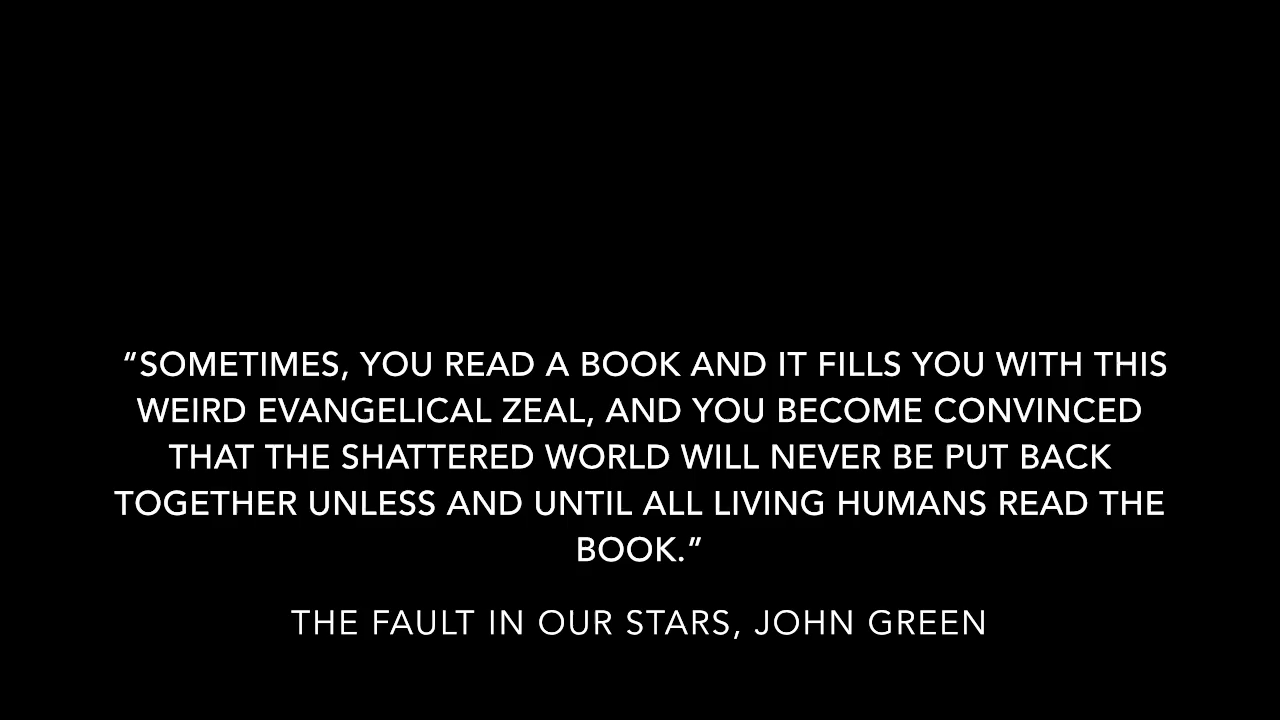 “SOMETIMES, YOU READ A BOOK AND IT FILLS YOU WITH THIS
WEIRD EVANGELICAL ZEAL, AND YOU BECOME CONVINCED
THAT THE SHATTERED WORLD WILL NEVER BE PUT BACK
TOGETHER UNLESS AND UNTIL ALL LIVING HUMANS READ THE
BOOK.”
THE FAULT IN OUR STARS, JOHN GREEN